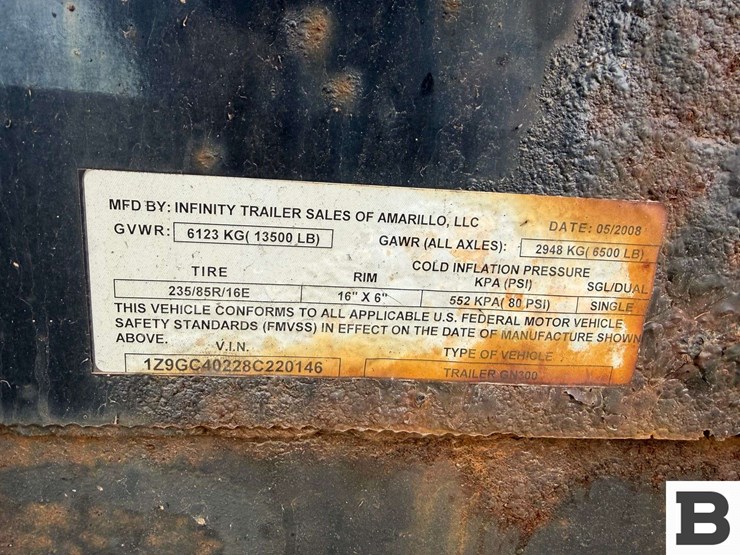 MFD BY: INFINITY TRAILER SALES OF AMARILLO, LLC DATE: 05/2008
GVWR: 6123 KG( 13500 LB) GAWR (ALL AXLES): 2948 KG( 6500 LB)
TIRE RIM COLD INFLATION PRESSURE KPA (PSI) SGL/DUAL
235/85R/16E 16" X 6" 552 KPA( 80 PSI) SINGLE
THIS VEHICLE CONFORMS TO ALL APPLICABLE U.S. FEDERAL MOTOR VEHICLE
SAFETY STANDARDS (FMVSS) IN EFFECT ON THE DATE OF MANUFACTURE SHOWN
ABOVE.
V.I.N. TYPE OF VEHICLE
1Z9GC40228C220146 TRAILER GN300
B